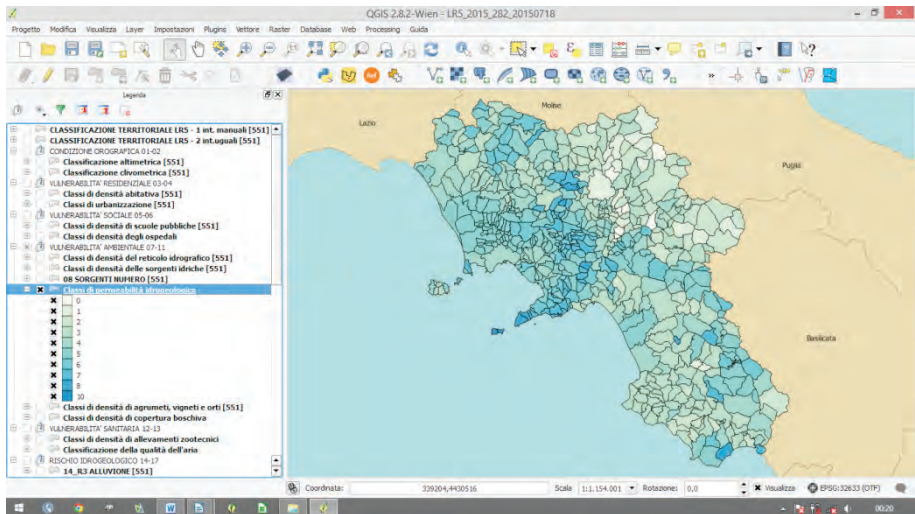 QGIS 2.8.2-Wien - LR5_2015_282_20150718
Progetto Modifica Visualizza Layer Impostazioni Plugins Vettore Raster Database Web Processing Guida
Legenda
CLASSIFICAZIONE TERRITORIALE LR5 - 1 int. manuali [551]
CLASSIFICAZIONE TERRITORIALE LR5 - 2 int.uguali [551]
CONDIZIONE OROGRAFICA 01-02
Classificazione altimetrica [551]
Classificazione clivometrica [551]
VULNERABILITA' RESIDENZIALE 03-04
Classi di densità abitativa [551]
Classi di urbanizzazione [551]
VULNERABILITA' SOCIALE 05-06
Classi di densità di scuole pubbliche [551]
Classi di densità degli ospedali
VULNERABILITA' AMBIENTALE 07-11
Classi di densità del reticolo idrografico [551]
Classi di densità delle sorgenti idriche [551]
08 SORGENTI NUMERO [551]
Classi di permeabilità idrogeologica
0
1
2
3
4
5
6
7
8
10
Classi di densità di agrumeti, vigneti e orti [551]
Classi di densità di copertura boschiva
VULNERABILITA' SANITARIA 12-13
Classi di densità di allevamenti zootecnici
Classificazione della qualità dell'aria
RISCHIO IDROGEOLOGICO 14-17
14_R3 ALLUVIONE [551]
Lazio
Molise
Puglia
Basilicata
Coordinata: 339204,4430516 Scala 1:1.154.001 Rotazione: 0,0 Visualizza EPSG:32633 (OTF)
00:20